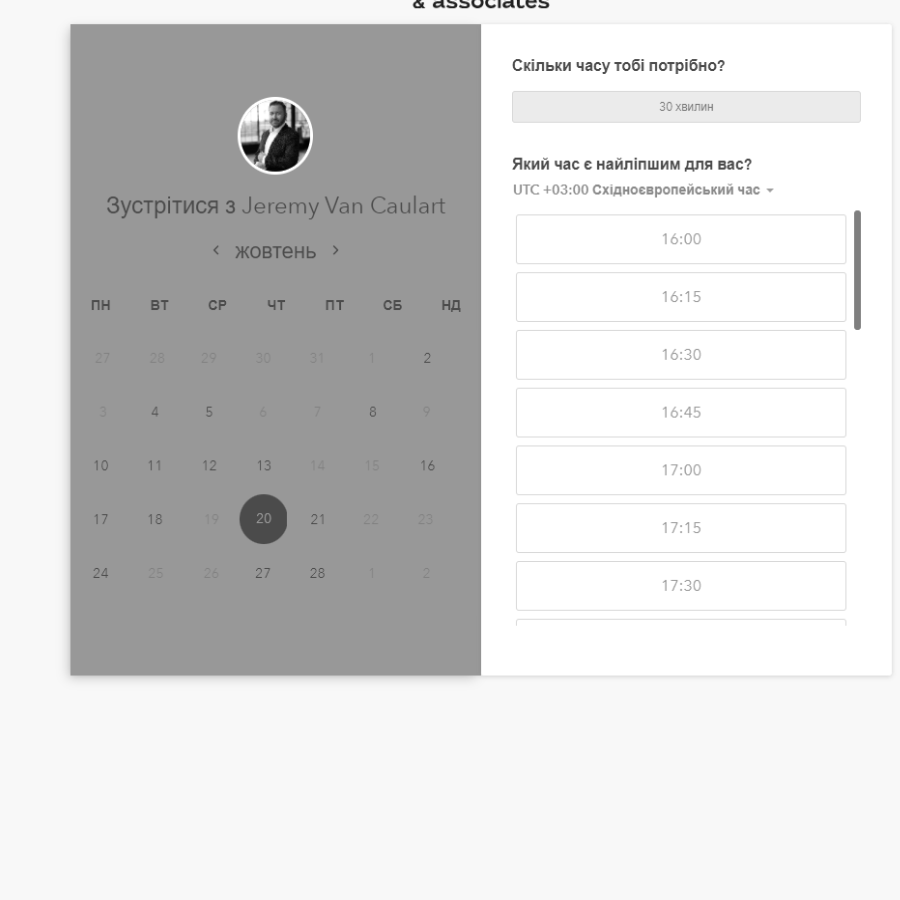 & associates
Зустрітися з Jeremy Van Caulart
жовтень
ПН ВТ СР ЧТ ПТ СБ НД
27 28 29 30 31 1 2
3 4 5 6 7 8 9
10 11 12 13 14 15 16
17 18 19 20 21 22 23
24 25 26 27 28 1 2
Скільки часу тобі потрібно?
30 хвилин
Який час є найліпшим для вас?
UTC +03:00 Східноєвропейський час
16:00
16:15
16:30
16:45
17:00
17:15
17:30